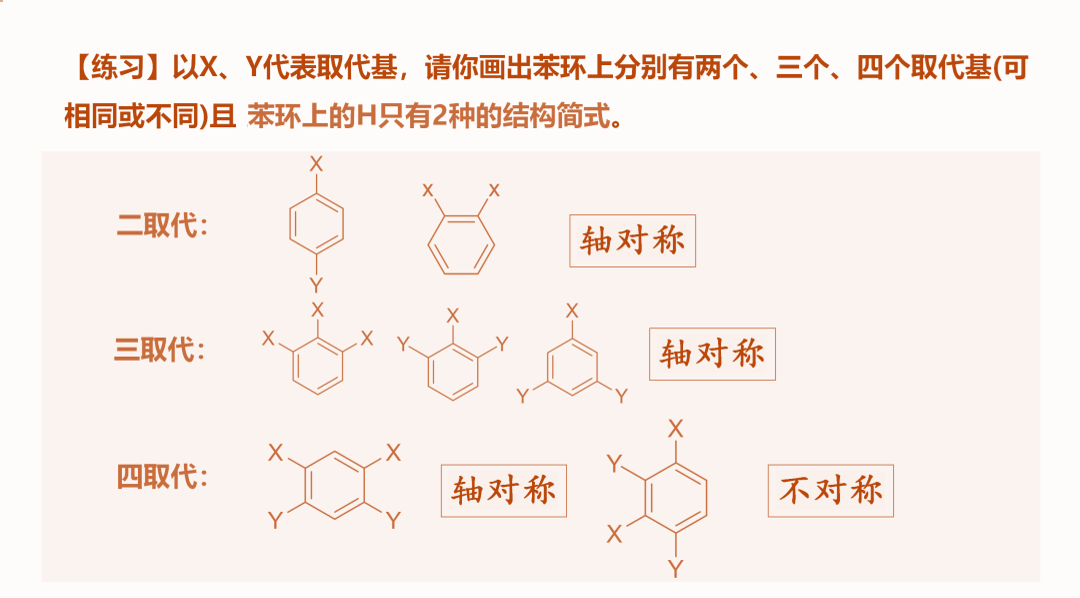 【练习】以X、Y代表取代基，请你画出苯环上分别有两个、三个、四个取代基(可
相同或不同)且 苯环上的H只有2种的结构简式。
X
X X
二取代：
轴对称
Y
X
X X
X
Y Y
X
三取代：
轴对称
Y Y
X
X X
Y
四取代：
轴对称
不对称
Y Y
X
Y